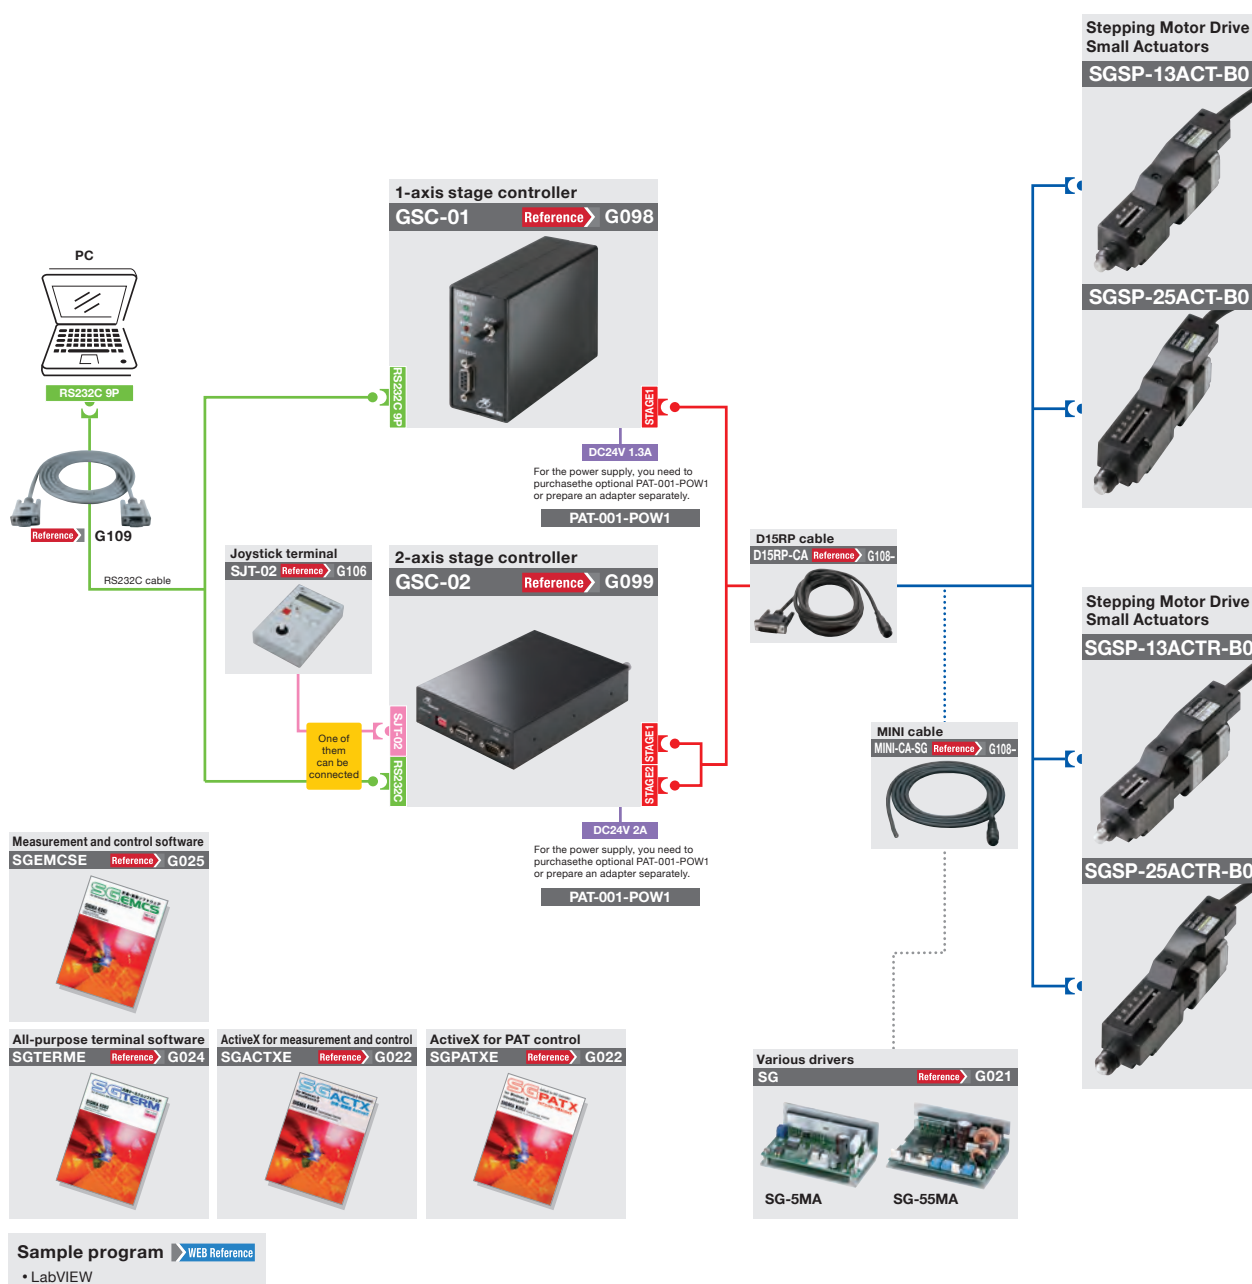 Stepping Motor Drive
Small Actuators
SGSP-13ACT-B0
SGSP-25ACT-B0
1-axis stage controller
GSC-01 Reference G098
PC
RS232C 9P
RS232C 9P
STAGE1
DC24V 1.3A
For the power supply, you need to
purchasethe optional PAT-001-POW1
or prepare an adapter separately.
PAT-001-POW1
Reference G109
RS232C cable
Joystick terminal
SJT-02 Reference G106
2-axis stage controller
GSC-02 Reference G099
D15RP cable
D15RP-CA Reference G108-
One of
them
can be
connected
SJT-02
RS232C
STAGE1
STAGE2
DC24V 2A
For the power supply, you need to
purchasethe optional PAT-001-POW1
or prepare an adapter separately.
PAT-001-POW1
MINI cable
MINI-CA-SG Reference G108-
Stepping Motor Drive
Small Actuators
SGSP-13ACTR-B0
SGSP-25ACTR-B0
Measurement and control software
SGEMCSE Reference G025
SGEMCS
All-purpose terminal software
SGTERME Reference G024
SGTERM
ActiveX for measurement and control
SGACTXE Reference G022
SGACTX
ActiveX for PAT control
SGPATXE Reference G022
SGPATX
Various drivers
SG Reference G021
SG-5MA
SG-55MA
Sample program WEB Reference
• LabVIEW